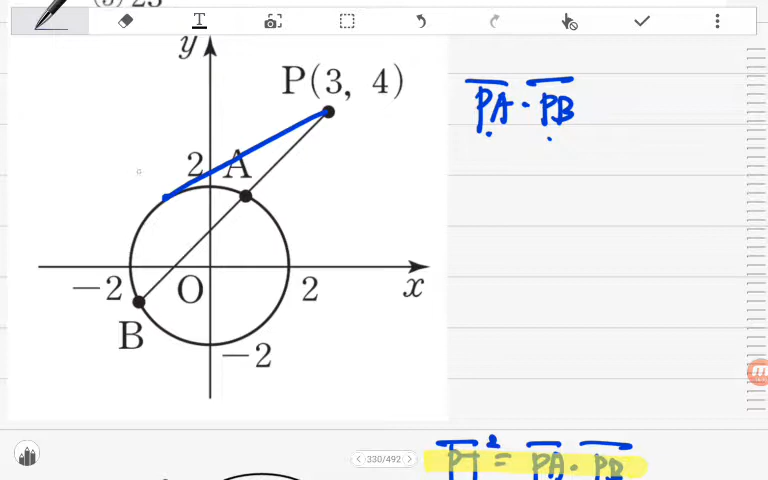 T
y
P(3, 4)
PA · PB
2 A
-2 O 2 x
B
-2
330/492
PT² = PA · PB